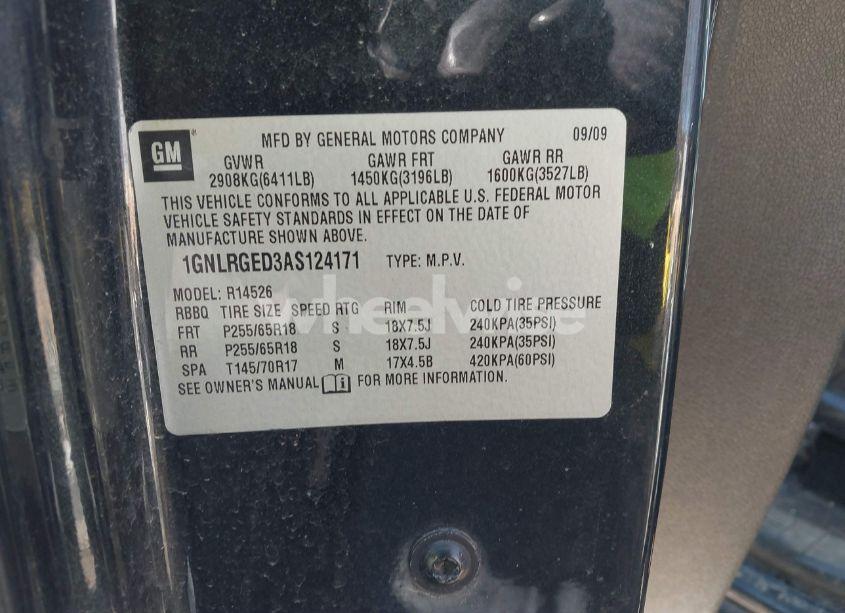 GM
MFD BY GENERAL MOTORS COMPANY 09/09
GVWR GAWR FRT GAWR RR
2908KG(6411LB) 1450KG(3196LB) 1600KG(3527LB)
THIS VEHICLE CONFORMS TO ALL APPLICABLE U.S. FEDERAL MOTOR
VEHICLE SAFETY STANDARDS IN EFFECT ON THE DATE OF
MANUFACTURE SHOWN ABOVE.
1GNLRGED3AS124171 TYPE: M.P.V.
MODEL: R14526
RBBQ TIRE SIZE SPEED RTG RIM COLD TIRE PRESSURE
FRT P255/65R18 S 18X7.5J 240KPA(35PSI)
RR P255/65R18 S 18X7.5J 240KPA(35PSI)
SPA T145/70R17 M 17X4.5B 420KPA(60PSI)
SEE OWNER'S MANUAL FOR MORE INFORMATION.
wheelwise